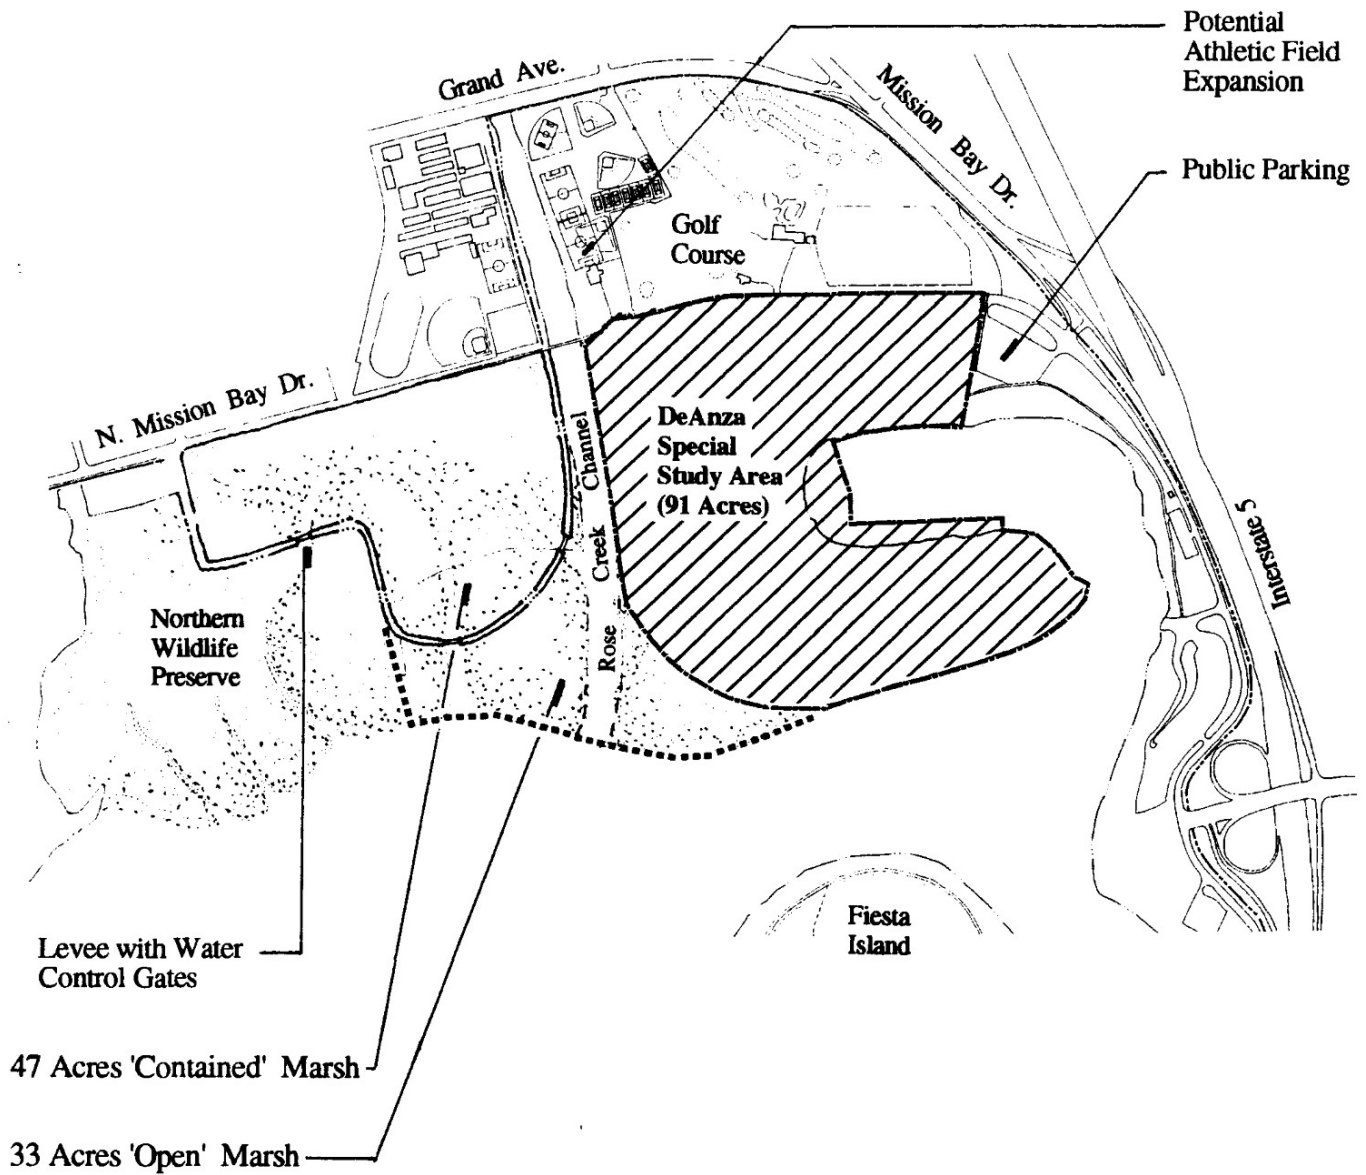 Potential
Athletic Field
Expansion
Grand Ave.
Mission Bay Dr.
Public Parking
Golf
Course
N. Mission Bay Dr.
DeAnza
Special
Study Area
(91 Acres)
Rose Creek Channel
Interstate 5
Northern
Wildlife
Preserve
Fiesta
Island
Levee with Water
Control Gates
47 Acres 'Contained' Marsh
33 Acres 'Open' Marsh